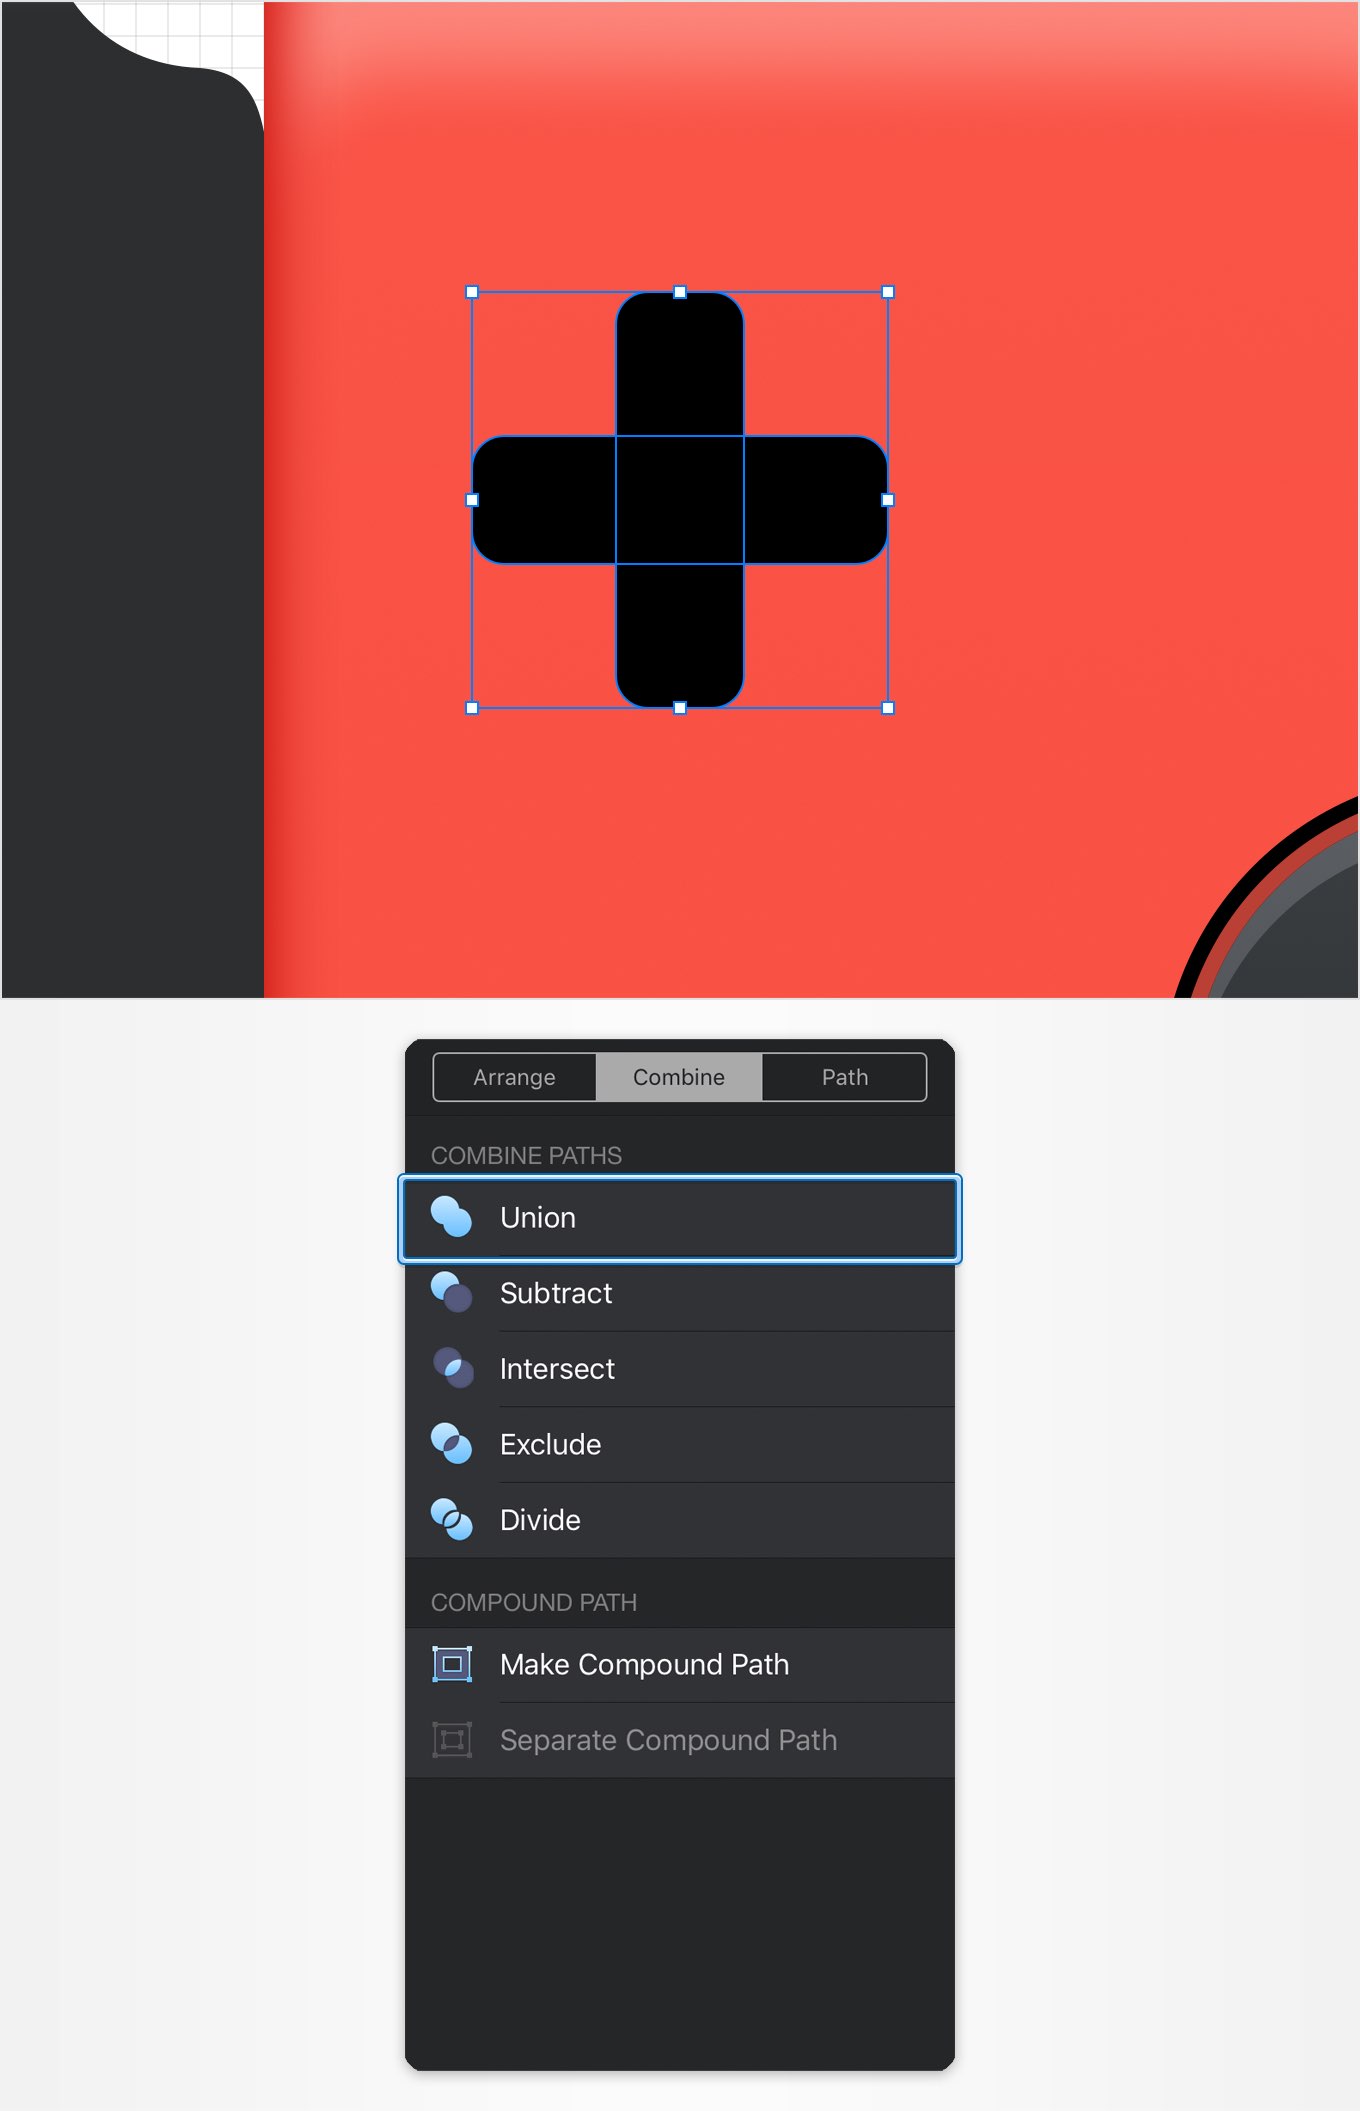 Arrange Combine Path
COMBINE PATHS
Union
Subtract
Intersect
Exclude
Divide
COMPOUND PATH
Make Compound Path
Separate Compound Path